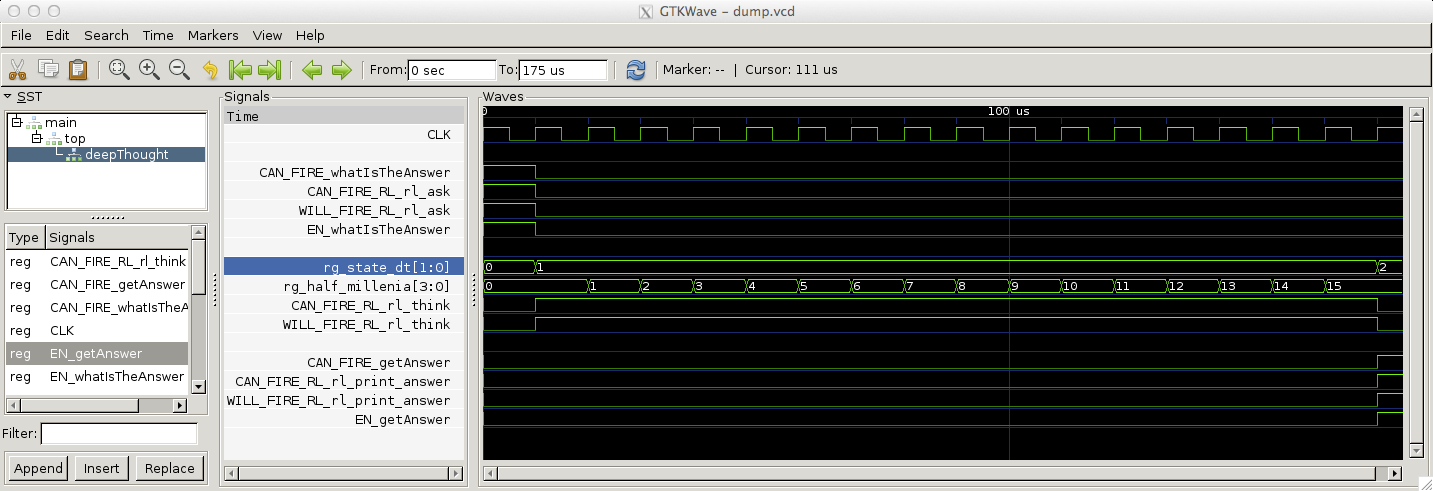 GTKWave – dump.vcd
File Edit Search Time Markers View Help
From: 0 sec To: 175 us Marker: -- | Cursor: 111 us
SST
main
top
deepThought
Type Signals
reg CAN_FIRE_RL_rl_think
reg CAN_FIRE_getAnswer
reg CAN_FIRE_whatIsTheA
reg CLK
reg EN_getAnswer
reg EN_whatIsTheAnswer
Filter:
Append Insert Replace
Signals
Time
CLK
CAN_FIRE_whatIsTheAnswer
CAN_FIRE_RL_rl_ask
WILL_FIRE_RL_rl_ask
EN_whatIsTheAnswer
rg_state_dt[1:0]
rg_half_millenia[3:0]
CAN_FIRE_RL_rl_think
WILL_FIRE_RL_rl_think
CAN_FIRE_getAnswer
CAN_FIRE_RL_rl_print_answer
WILL_FIRE_RL_rl_print_answer
EN_getAnswer
Waves
0 100 us
0 1 2
0 1 2 3 4 5 6 7 8 9 10 11 12 13 14 15